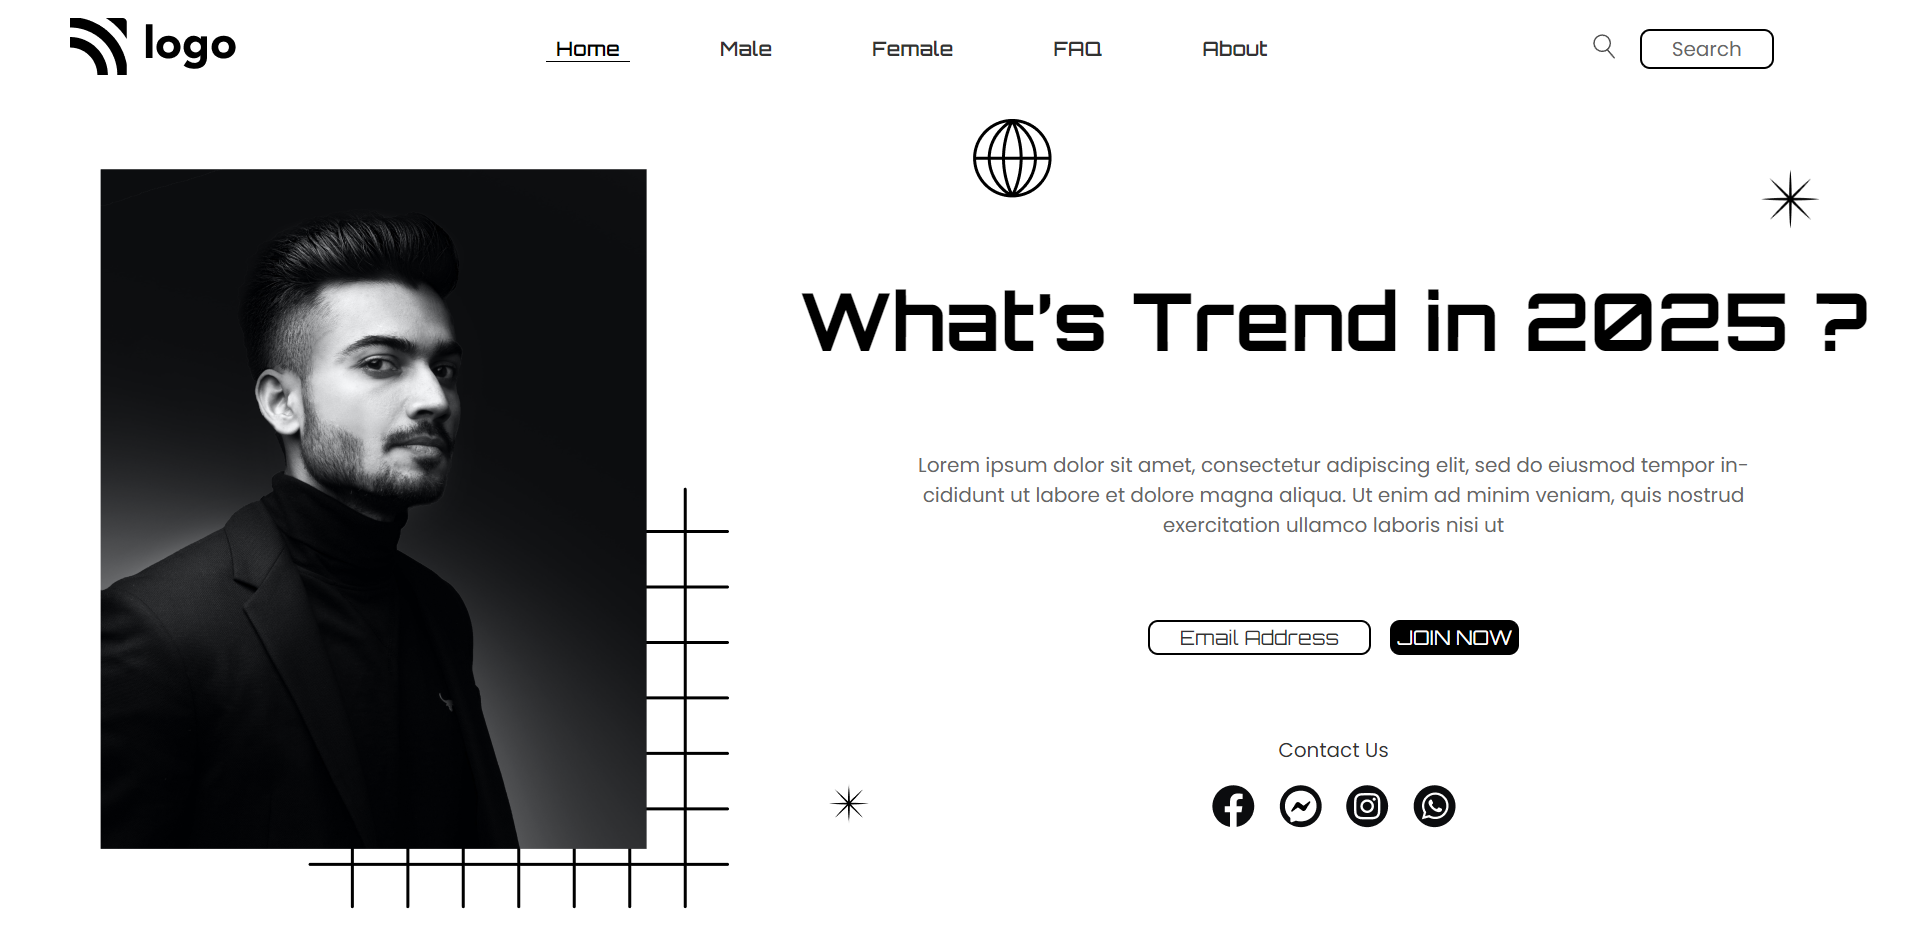 logo
Home
Male
Female
FAQ
About
Search
What's Trend in 2025 ?
Lorem ipsum dolor sit amet, consectetur adipiscing elit, sed do eiusmod tempor in-
cididunt ut labore et dolore magna aliqua. Ut enim ad minim veniam, quis nostrud
exercitation ullamco laboris nisi ut
Email Address
JOIN NOW
Contact Us